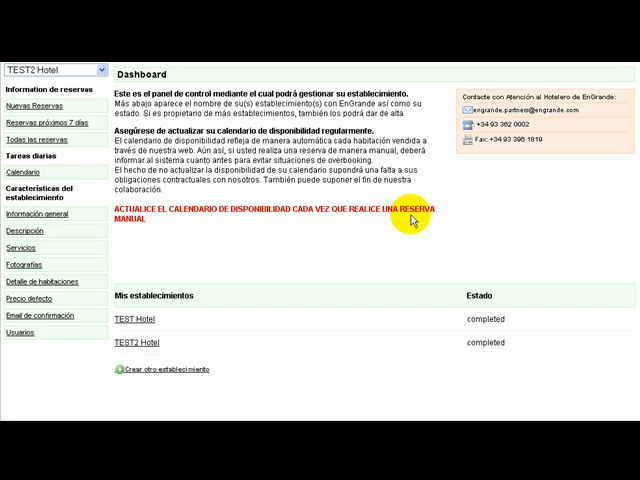 TEST2 Hotel
Information de reservas
Nuevas Reservas
Reservas próximos 7 días
Todas las reservas
Tareas diarias
Calendario
Características del
establecimiento
Información general
Descripción
Servicios
Fotografías
Detalle de habitaciones
Precio defecto
Email de confirmación
Usuarios
Dashboard
Este es el panel de control mediante el cual podrá gestionar su establecimiento.
Más abajo aparece el nombre de su(s) establecimiento(s) con EnGrande así como su
estado. Si es propietario de más establecimientos, también los podrá dar de alta.
Asegúrese de actualizar su calendario de disponibilidad regularmente.
El calendario de disponibilidad refleja de manera automática cada habitación vendida a
través de nuestra web. Aún así, si usted realiza una reserva de manera manual, deberá
informar al sistema cuanto antes para evitar situaciones de overbooking.
El hecho de no actualizar la disponibilidad de su calendario supondrá una falta a sus
obligaciones contractuales con nosotros. También puede suponer el fin de nuestra
colaboración.
ACTUALICE EL CALENDARIO DE DISPONIBILIDAD CADA VEZ QUE REALICE UNA RESERVA
MANUAL
Contacte con Atención al Hotelero de EnGrande:
engrande.partners@engrande.com
+34 93 362 0002
Fax: +34 93 396 1819
Mis establecimientos Estado
TEST Hotel completed
TEST2 Hotel completed
Crear otro establecimiento